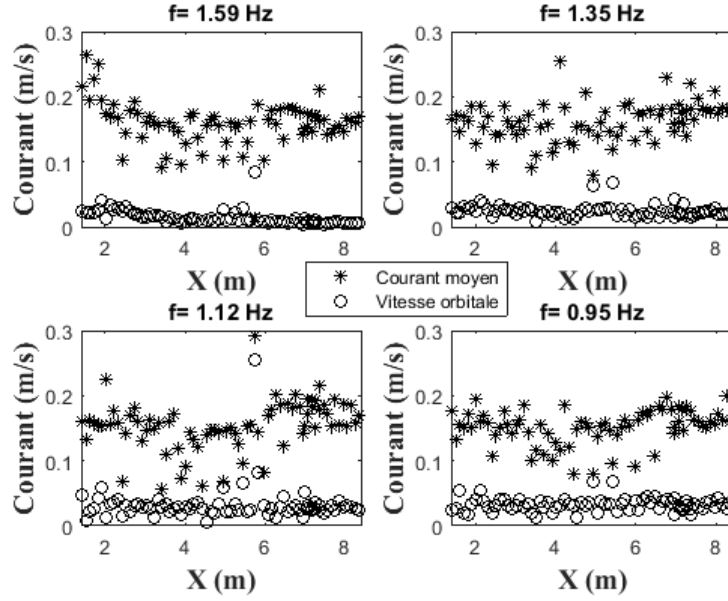 f= 1.59 Hz
Courant (m/s)
0.3
0.2
0.1
0
2
4
6
8
X (m)
f= 1.35 Hz
Courant (m/s)
0.3
0.2
0.1
0
2
4
6
8
X (m)
Courant moyen
Vitesse orbitale
f= 1.12 Hz
Courant (m/s)
0.3
0.2
0.1
0
2
4
6
8
X (m)
f= 0.95 Hz
Courant (m/s)
0.3
0.2
0.1
0
2
4
6
8
X (m)